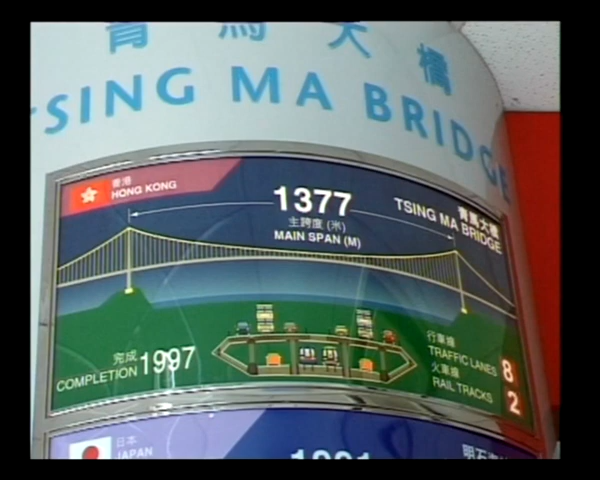 青馬大橋
TSING MA BRIDGE
香港
HONG KONG
1377
主跨度 (米)
MAIN SPAN (M)
青馬大橋
TSING MA BRIDGE
完成
COMPLETION 1997
行車線
TRAFFIC LANES 8
火車線
RAIL TRACKS 2
日本
JAPAN